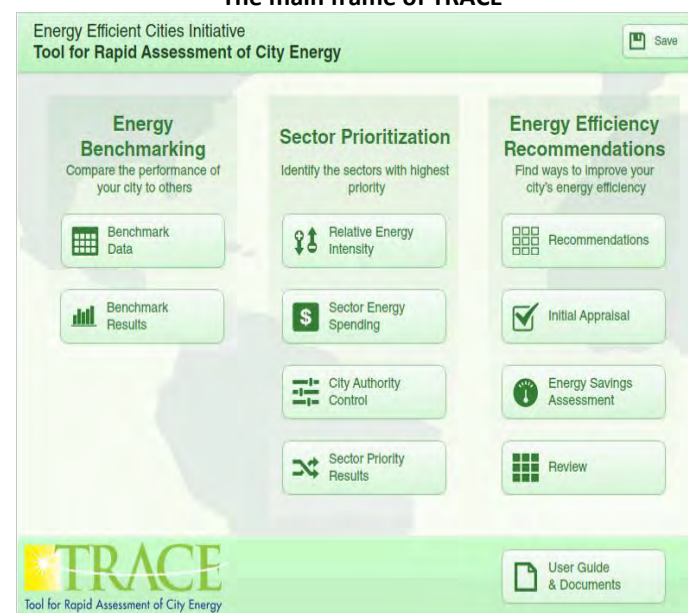 The main frame of TRACE
Energy Efficient Cities Initiative
Tool for Rapid Assessment of City Energy
Save
Energy
Benchmarking
Compare the performance of
your city to others
Benchmark
Data
Benchmark
Results
Sector Prioritization
Identify the sectors with highest
priority
Relative Energy
Intensity
$
Sector Energy
Spending
City Authority
Control
Sector Priority
Results
Energy Efficiency
Recommendations
Find ways to improve your
city's energy efficiency
Recommendations
Initial Appraisal
Energy Savings
Assessment
Review
TRACE
Tool for Rapid Assessment of City Energy
User Guide
& Documents